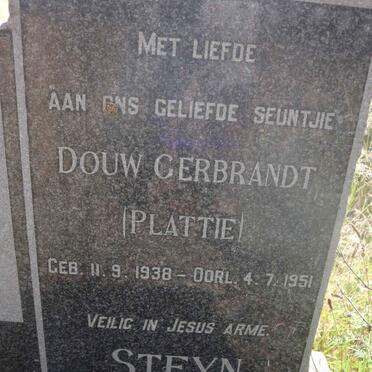 MET LIEFDE
AAN ONS GELIEFDE SEUNTJIE
DOUW GERBRANDT
(PLATTIE)
GEB. 11. 9. 1938 - OORL. 4. 7. 1951
VEILIG IN JESUS ARME.
STEYN